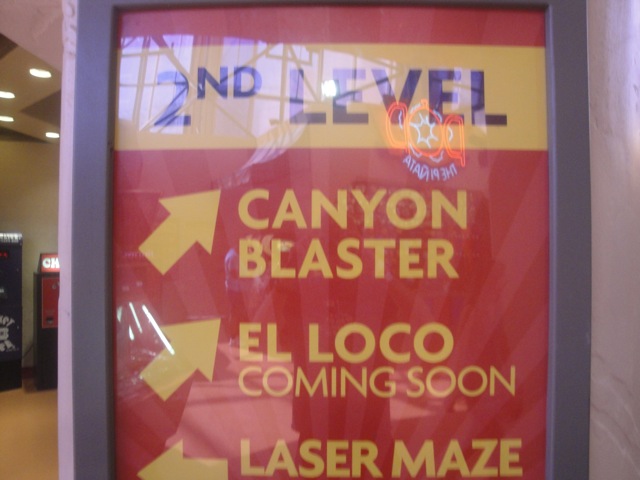 2ND LEVEL
CANYON
BLASTER
EL LOCO
COMING SOON
LASER MAZE